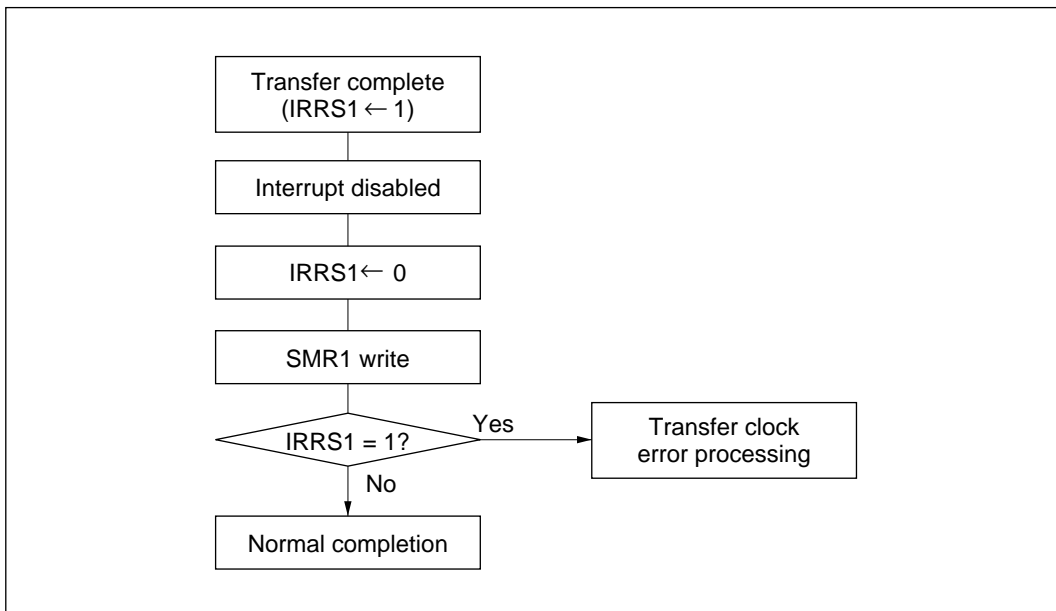 Transfer complete
(IRRS1 ← 1)
Interrupt disabled
IRRS1← 0
SMR1 write
IRRS1 = 1?
Yes
Transfer clock
error processing
No
Normal completion